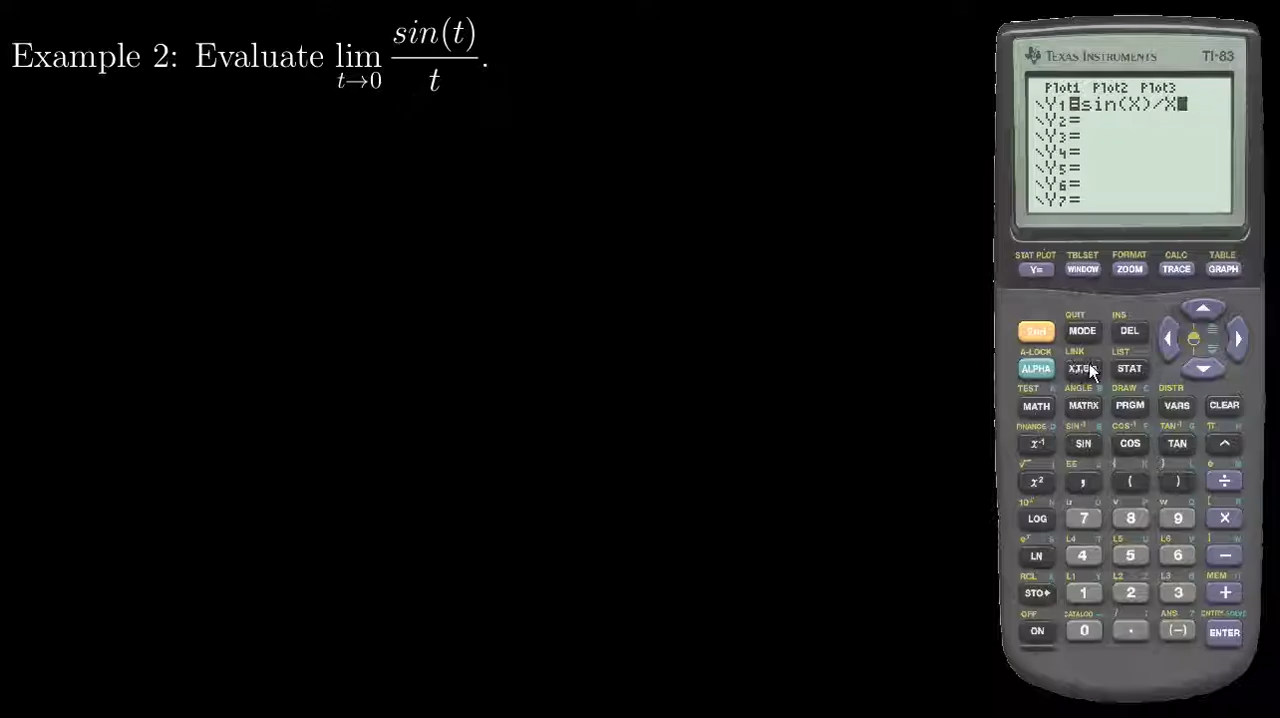 Example 2: Evaluate lim t→0 sin(t)/t.
TEXAS INSTRUMENTS TI-83
Plot1 Plot2 Plot3
\Y1=sin(X)/X
\Y2=
\Y3=
\Y4=
\Y5=
\Y6=
\Y7=
STAT PLOT TBLSET FORMAT CALC TABLE
Y= WINDOW ZOOM TRACE GRAPH
QUIT INS
2nd MODE DEL
A-LOCK LINK LIST
ALPHA STAT
TEST A ANGLE B DRAW C DISTR
MATH MATRX PRGM VARS CLEAR
FINANCE D SIN-1 E COS-1 F TAN-1 G π H
x-1 SIN COS TAN ^
EE
x2 , ( ) ÷
LOG 7 8 9 X
L4 T L5 U L6 V
LN 4 5 6 −
RCL X L1 Y L2 Z L3 MEM
STO 1 2 3 +
OFF CATALOG ANS ? ENTRY SOLVE
ON 0 . (−) ENTER